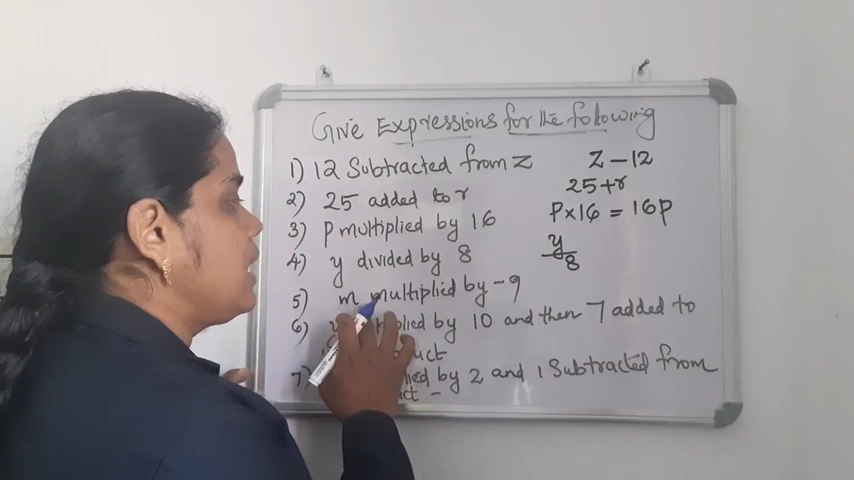 Give Expressions for the following
1) 12 Subtracted from Z Z - 12
2) 25 added to r 25 + r
3) P multiplied by 16 P × 16 = 16P
4) y divided by 8 y/8
5) m multiplied by -9
6) by 10 and then 7 added to
7) by 2 and 1 Subtracted from